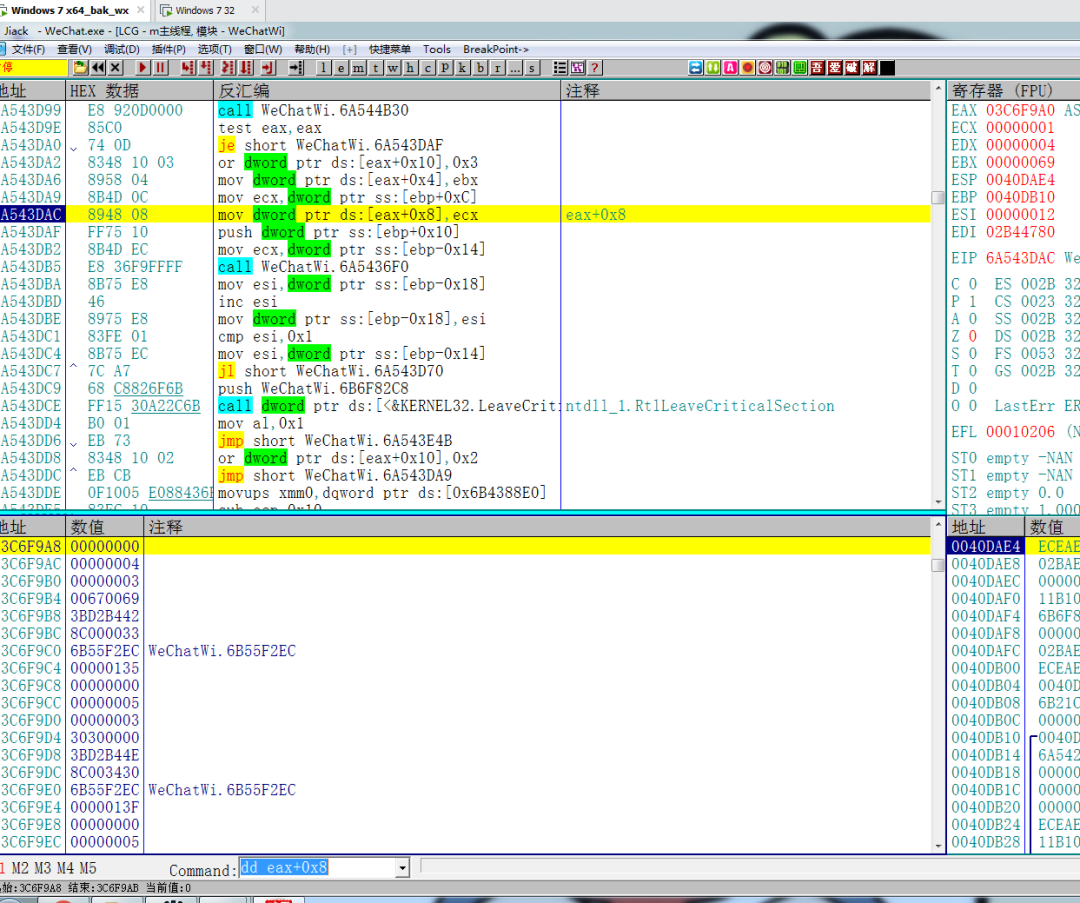 Windows 7 x64_bak_wx × Windows 7 32 ×
Jiack - WeChat.exe - [LCG - m主线程, 模块 - WeChatWi]
文件(F) 查看(V) 调试(D) 插件(P) 选项(T) 窗口(W) 帮助(H) [+] 快捷菜单 Tools BreakPoint->
停 l e m t w h c P k b r ... s ? 吾 爱 破 解
地址 HEX 数据 反汇编 注释
A543D99 E8 920D0000 call WeChatWi.6A544B30
A543D9E 85C0 test eax,eax
A543DA0 74 0D je short WeChatWi.6A543DAF
A543DA2 8348 10 03 or dword ptr ds:[eax+0x10],0x3
A543DA6 8958 04 mov dword ptr ds:[eax+0x4],ebx
A543DA9 8B4D 0C mov ecx,dword ptr ss:[ebp+0xC]
A543DAC 8948 08 mov dword ptr ds:[eax+0x8],ecx eax+0x8
A543DAF FF75 10 push dword ptr ss:[ebp+0x10]
A543DB2 8B4D EC mov ecx,dword ptr ss:[ebp-0x14]
A543DB5 E8 36F9FFFF call WeChatWi.6A5436F0
A543DBA 8B75 E8 mov esi,dword ptr ss:[ebp-0x18]
A543DBD 46 inc esi
A543DBE 8975 E8 mov dword ptr ss:[ebp-0x18],esi
A543DC1 83FE 01 cmp esi,0x1
A543DC4 8B75 EC mov esi,dword ptr ss:[ebp-0x14]
A543DC7 7C A7 jl short WeChatWi.6A543D70
A543DC9 68 C8826F6B push WeChatWi.6B6F82C8
A543DCE FF15 30A22C6B call dword ptr ds:[<&KERNEL32.LeaveCriti ntdll_1.RtlLeaveCriticalSection
A543DD4 B0 01 mov al,0x1
A543DD6 EB 73 jmp short WeChatWi.6A543E4B
A543DD8 8348 10 02 or dword ptr ds:[eax+0x10],0x2
A543DDC EB CB jmp short WeChatWi.6A543DA9
A543DDE 0F1005 E088436B movups xmm0,dqword ptr ds:[0x6B4388E0]
寄存器 (FPU)
EAX 03C6F9A0 AS
ECX 00000001
EDX 00000004
EBX 00000069
ESP 0040DAE4
EBP 0040DB10
ESI 00000012
EDI 02B44780
EIP 6A543DAC We
C 0 ES 002B 32
P 1 CS 0023 32
A 0 SS 002B 32
Z 0 DS 002B 32
S 0 FS 0053 32
T 0 GS 002B 32
D 0
O 0 LastErr ER
EFL 00010206 (N
ST0 empty -NAN
ST1 empty -NAN
ST2 empty 0.0
ST3 empty 1.000
地址 数值 注释
3C6F9A8 00000000
3C6F9AC 00000004
3C6F9B0 00000003
3C6F9B4 00670069
3C6F9B8 3BD2B442
3C6F9BC 8C000033
3C6F9C0 6B55F2EC WeChatWi.6B55F2EC
3C6F9C4 00000135
3C6F9C8 00000000
3C6F9CC 00000005
3C6F9D0 00000003
3C6F9D4 30300000
3C6F9D8 3BD2B44E
3C6F9DC 8C003430
3C6F9E0 6B55F2EC WeChatWi.6B55F2EC
3C6F9E4 0000013F
3C6F9E8 00000000
3C6F9EC 00000005
地址 数值
0040DAE4 ECEAE
0040DAE8 02BAE
0040DAEC 00000
0040DAF0 11B10
0040DAF4 6B6F8
0040DAF8 00000
0040DAFC 02BAE
0040DB00 ECEAE
0040DB04 0040D
0040DB08 6B21C
0040DB0C 00000
0040DB10 0040D
0040DB14 6A542
0040DB18 00000
0040DB1C 00000
0040DB20 00000
0040DB24 ECEAE
0040DB28 11B10
1 M2 M3 M4 M5 Command: dd eax+0x8
始:3C6F9A8 结束:3C6F9AB 当前值:0